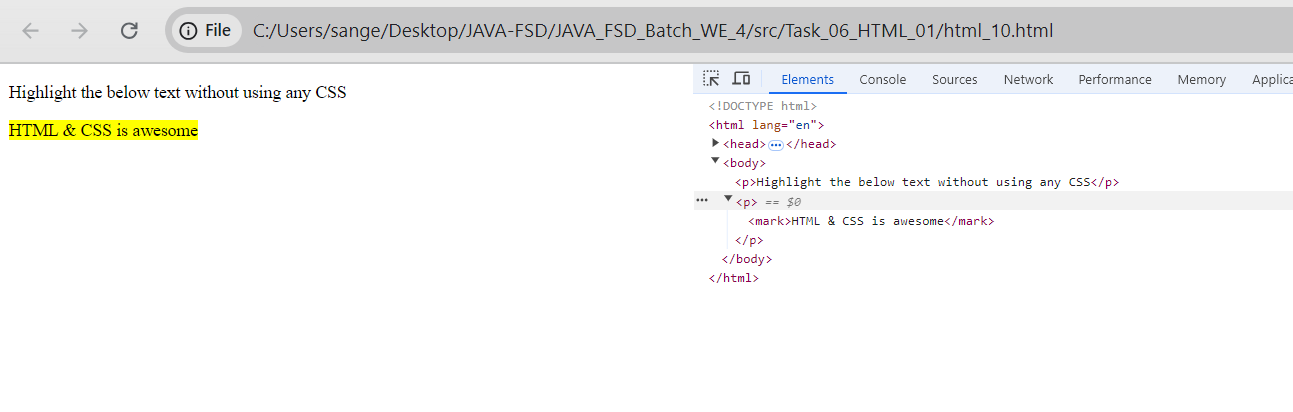 File C:/Users/sange/Desktop/JAVA-FSD/JAVA_FSD_Batch_WE_4/src/Task_06_HTML_01/html_10.html
Highlight the below text without using any CSS
HTML & CSS is awesome
Elements Console Sources Network Performance Memory Applica
<!DOCTYPE html>
<html lang="en">
<head> ••• </head>
<body>
<p>Highlight the below text without using any CSS</p>
••• <p> == $0
<mark>HTML & CSS is awesome</mark>
</p>
</body>
</html>